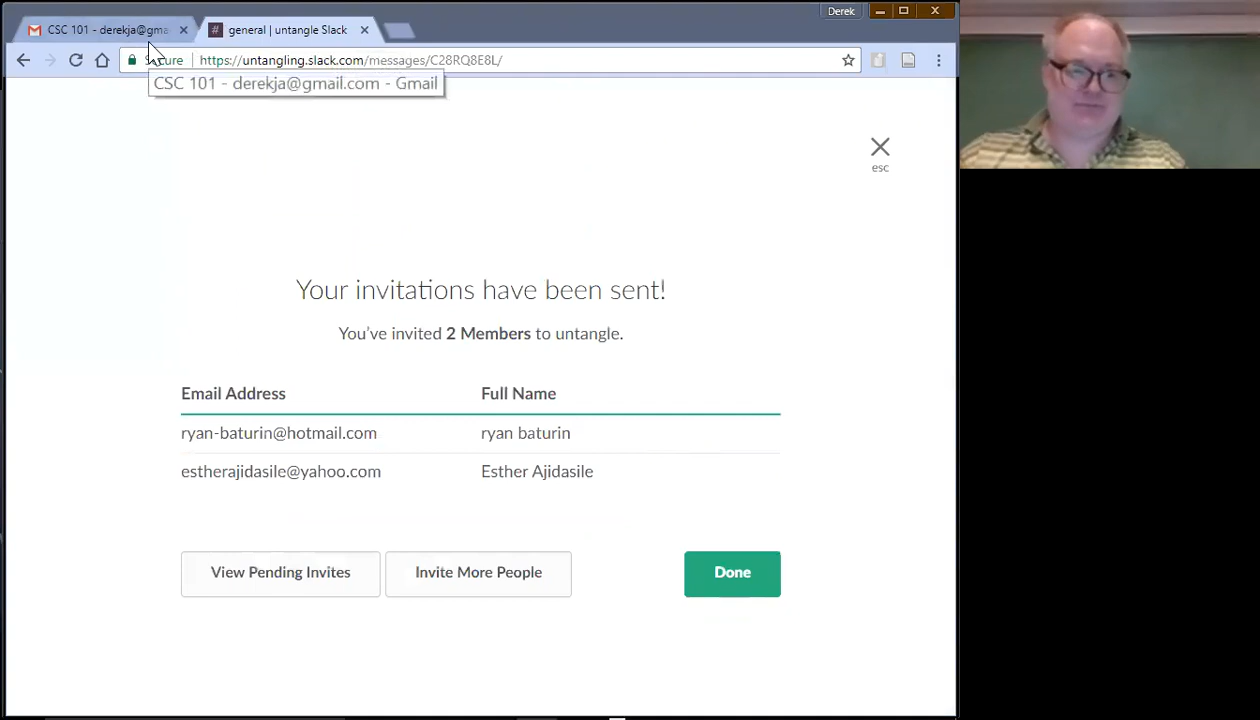 Derek
CSC 101 - derekja@gma
general | untangle Slack
https://untangling.slack.com/messages/C28RQ8E8L/
CSC 101 - derekja@gmail.com - Gmail
esc
Your invitations have been sent!
You've invited 2 Members to untangle.
Email Address Full Name
ryan-baturin@hotmail.com ryan baturin
estherajidasile@yahoo.com Esther Ajidasile
View Pending Invites Invite More People Done